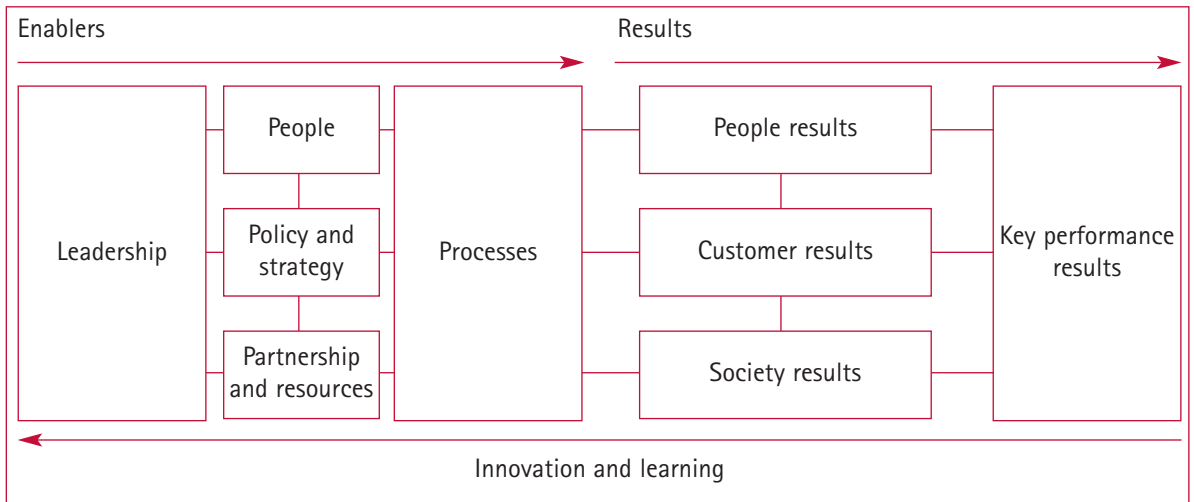 Enablers
Results
Leadership
People
Policy and
strategy
Partnership
and resources
Processes
People results
Customer results
Society results
Key performance
results
Innovation and learning